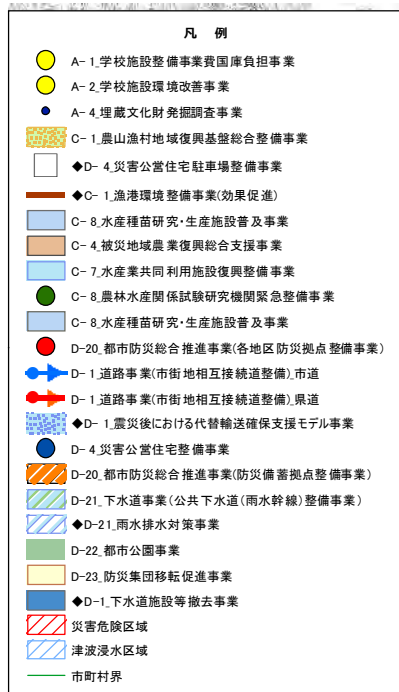 凡 例
A-1_学校施設整備事業費国庫負担事業
A-2_学校施設環境改善事業
A-4_埋蔵文化財発掘調査事業
C-1_農山漁村地域復興基盤総合整備事業
◆D-4_災害公営住宅駐車場整備事業
◆C-1_漁港環境整備事業(効果促進)
C-8_水産種苗研究・生産施設普及事業
C-4_被災地域農業復興総合支援事業
C-7_水産業共同利用施設復興整備事業
C-8_農林水産関係試験研究機関緊急整備事業
C-8_水産種苗研究・生産施設普及事業
D-20_都市防災総合推進事業(各地区防災拠点整備事業)
D-1_道路事業(市街地相互接続道整備)_市道
D-1_道路事業(市街地相互接続道整備)_県道
◆D-1_震災後における代替輸送確保支援モデル事業
D-4_災害公営住宅整備事業
D-20_都市防災総合推進事業(防災備蓄拠点整備事業)
D-21_下水道事業(公共下水道(雨水幹線)整備事業)
◆D-21_雨水排水対策事業
D-22_都市公園事業
D-23_防災集団移転促進事業
◆D-1_下水道施設等撤去事業
災害危険区域
津波浸水区域
市町村界